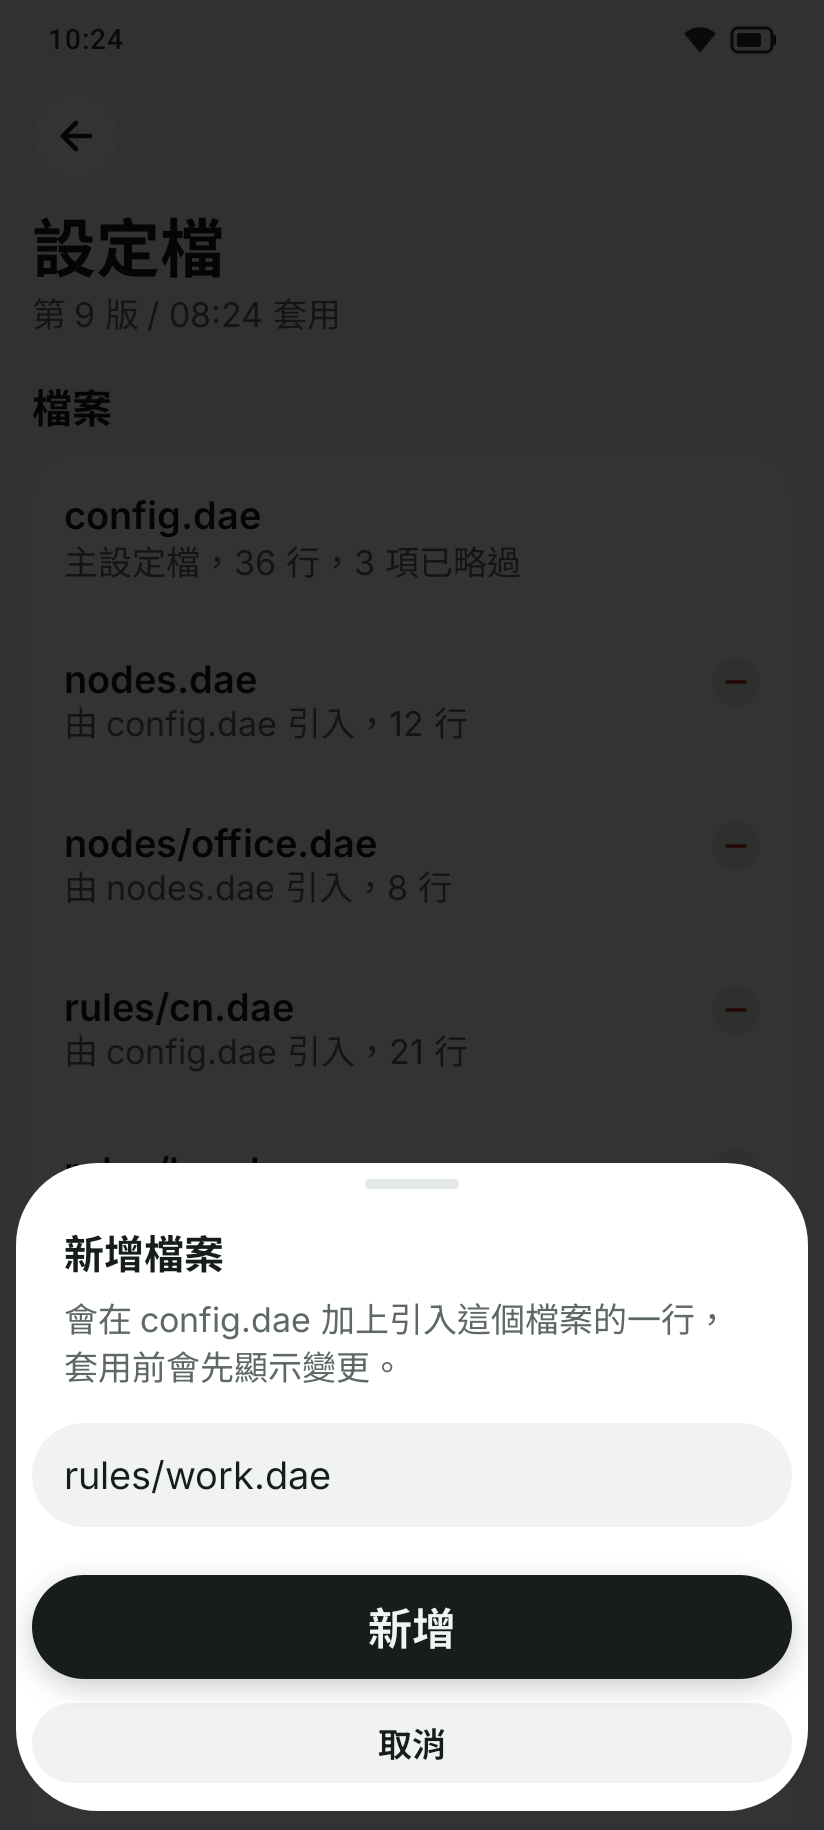 10:24
設定檔
第 9 版 / 08:24 套用
檔案
config.dae
主設定檔，36 行，3 項已略過
nodes.dae
由 config.dae 引入，12 行
nodes/office.dae
由 nodes.dae 引入，8 行
rules/cn.dae
由 config.dae 引入，21 行
新增檔案
會在 config.dae 加上引入這個檔案的一行，
套用前會先顯示變更。
rules/work.dae
新增
取消